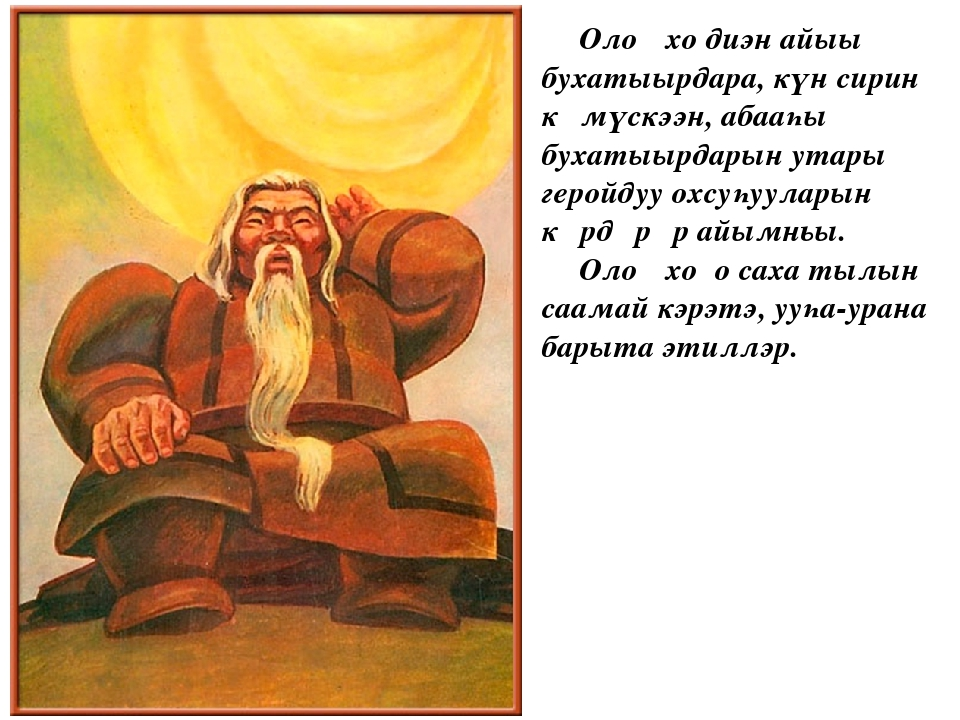 Оло хо диэн айыы
бухатыырдара, күн сирин
к мүскээн, абааһы
бухатыырдарын утары
геройдуу охсуһууларын
к рд р р айымньы.
Оло хо о саха тылын
саамай кэрэтэ, ууһа-урана
барыта этиллэр.